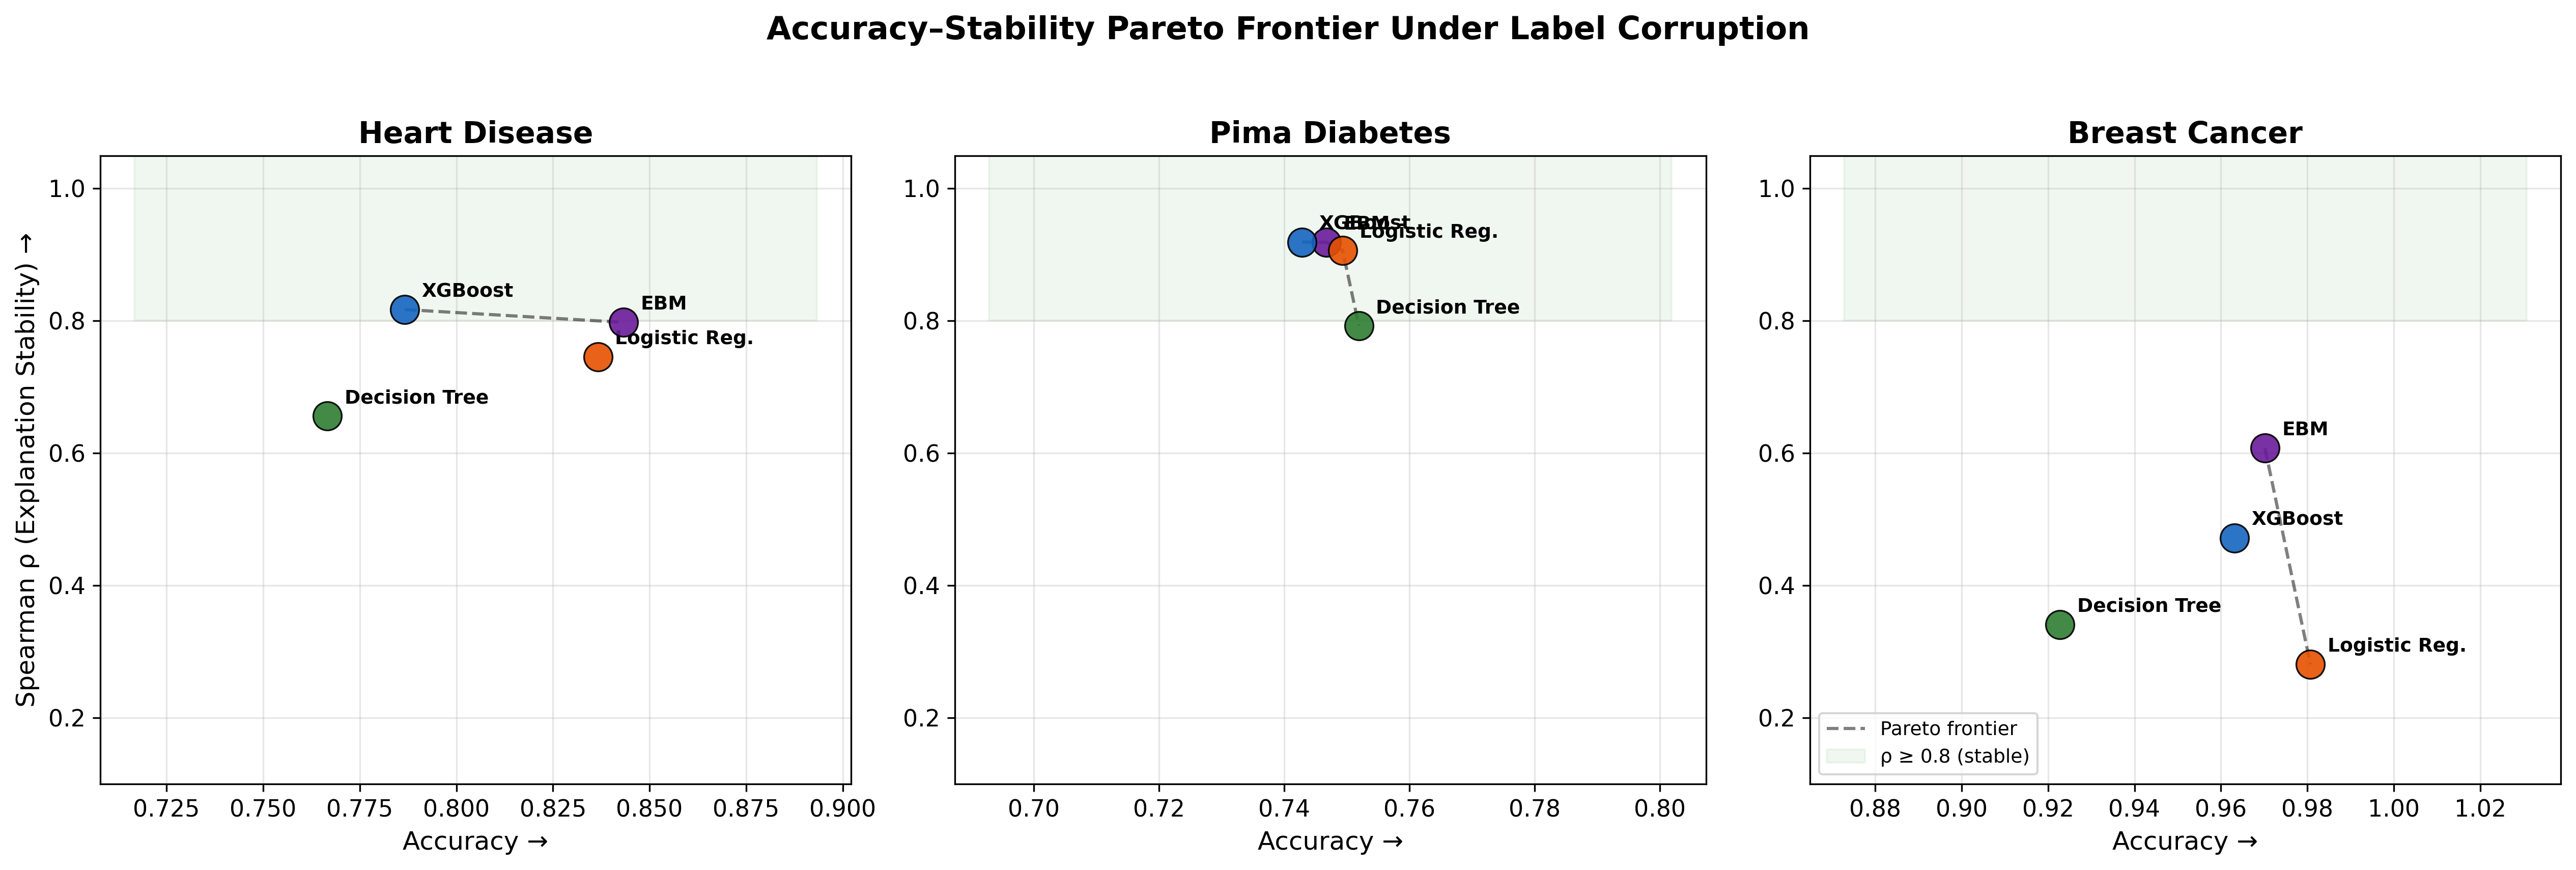 Accuracy–Stability Pareto Frontier Under Label Corruption
Heart Disease
Spearman ρ (Explanation Stability) →
1.0
0.8
0.6
0.4
0.2
XGBoost
EBM
Logistic Reg.
Decision Tree
0.725 0.750 0.775 0.800 0.825 0.850 0.875 0.900
Accuracy →
Pima Diabetes
1.0
0.8
0.6
0.4
0.2
XGBoost
EBM
Logistic Reg.
Decision Tree
0.70 0.72 0.74 0.76 0.78 0.80
Accuracy →
Breast Cancer
1.0
0.8
0.6
0.4
0.2
EBM
XGBoost
Decision Tree
Logistic Reg.
Pareto frontier
ρ ≥ 0.8 (stable)
0.88 0.90 0.92 0.94 0.96 0.98 1.00 1.02
Accuracy →